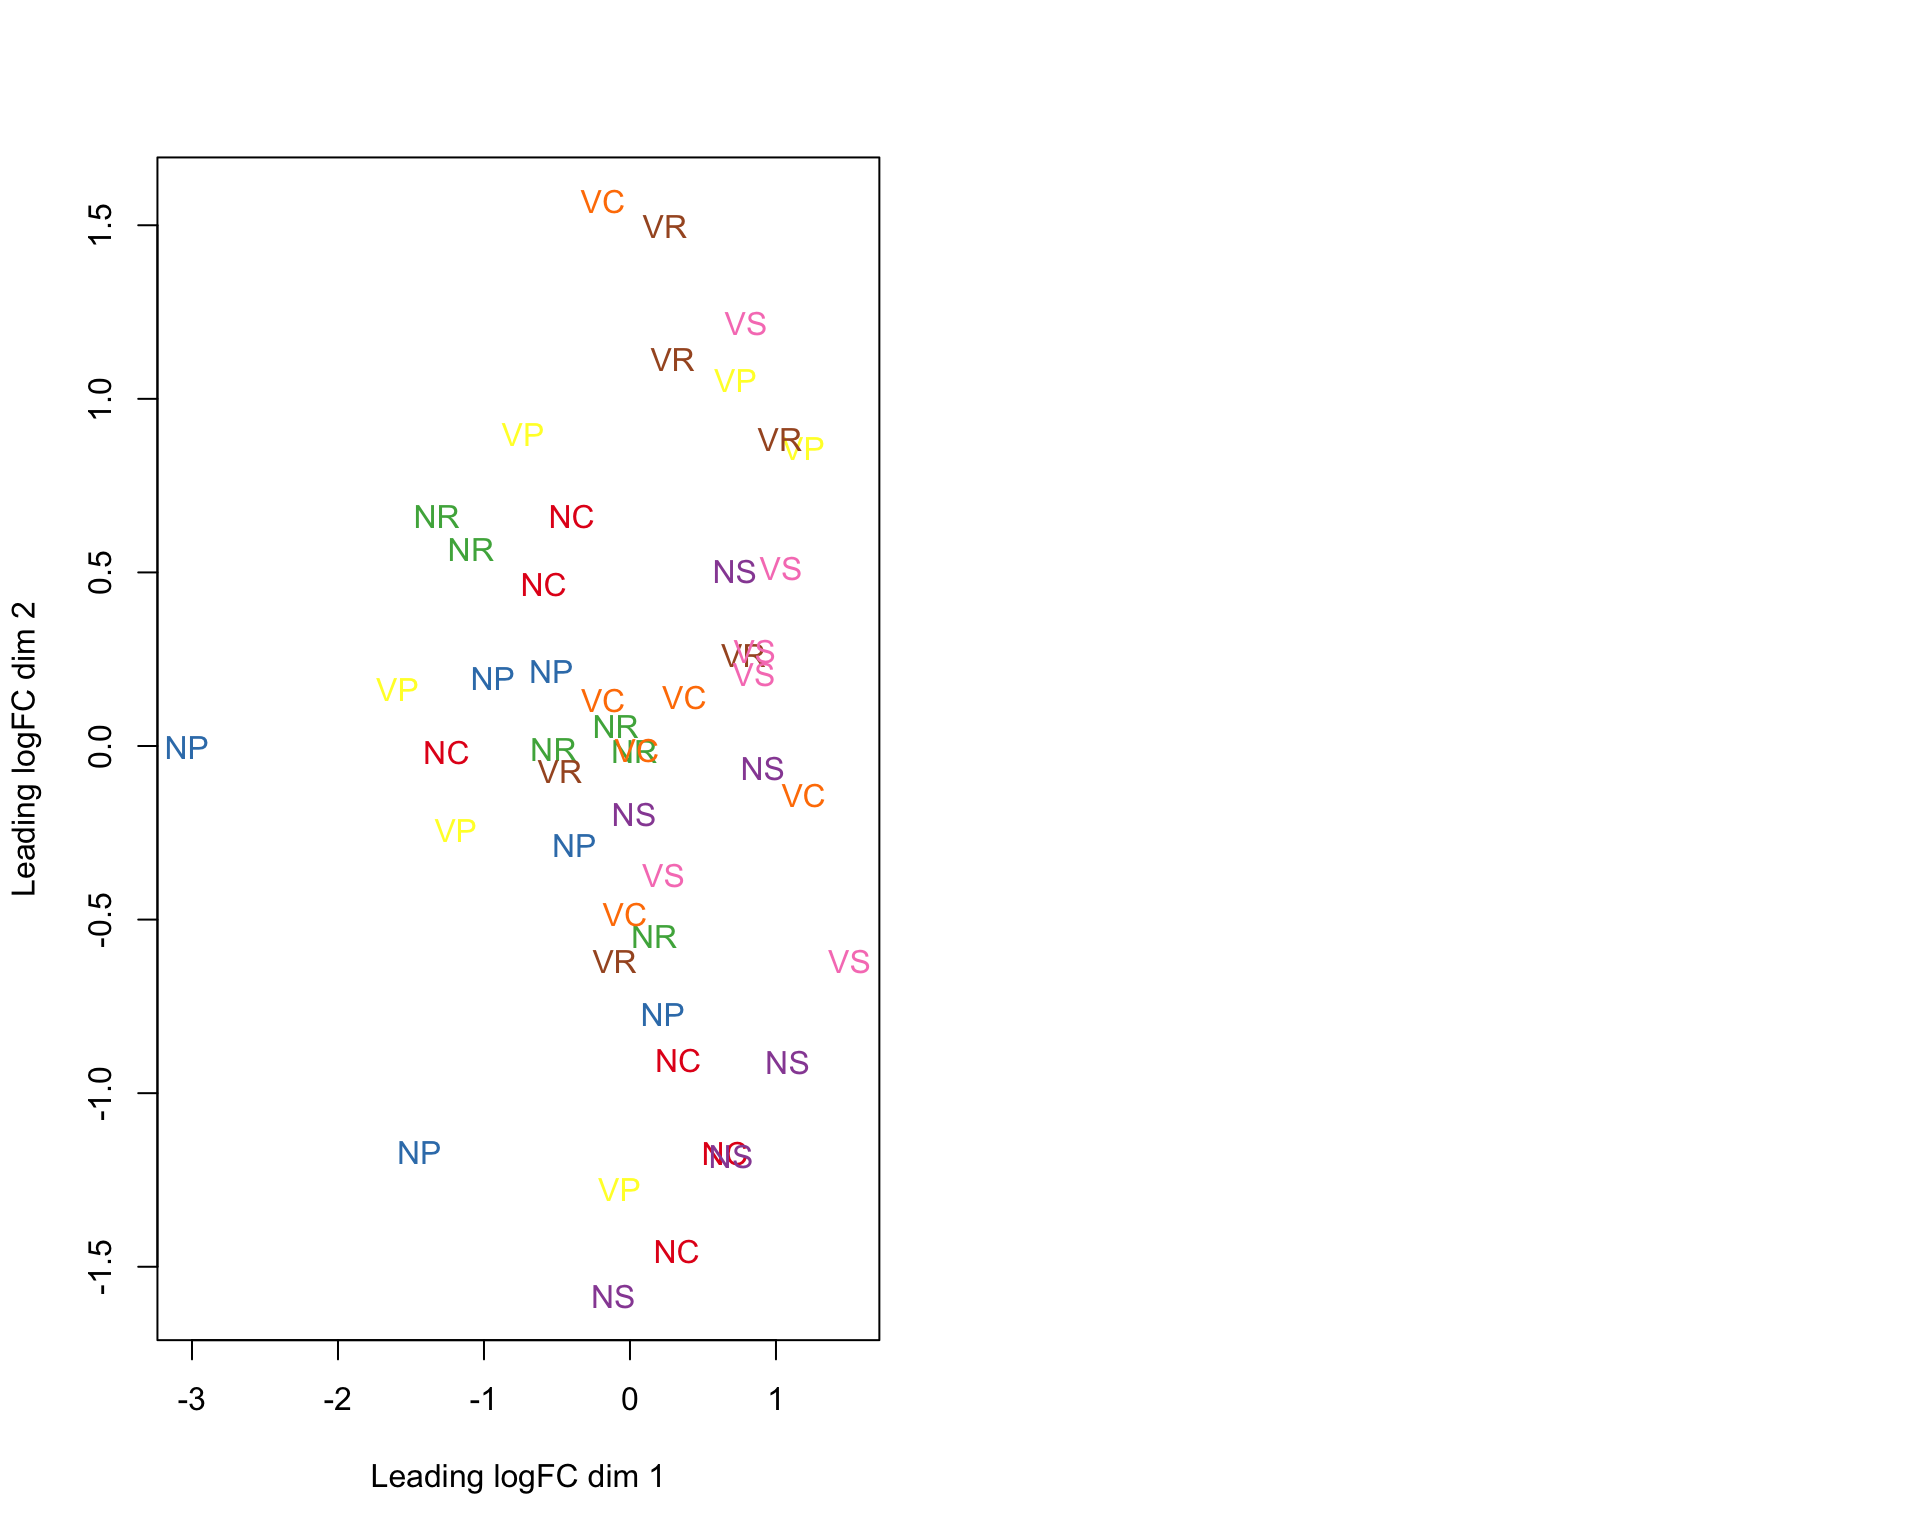 VC
VR
VS
VR
VP
VP
VR VP
NR NC
NR
NC
NS VS
VS
VR
VS
NP NP
VP
VC VC
NR
NP NC NR NR VC
VR
NS
VC
NS
VP
NP
VS
VC
NR
VR VS
NP
NC NS
NP NC NS
VP
NC
NS
1.5
1.0
0.5
0.0
-0.5
-1.0
-1.5
Leading logFC dim 2
-3 -2 -1 0 1
Leading logFC dim 1